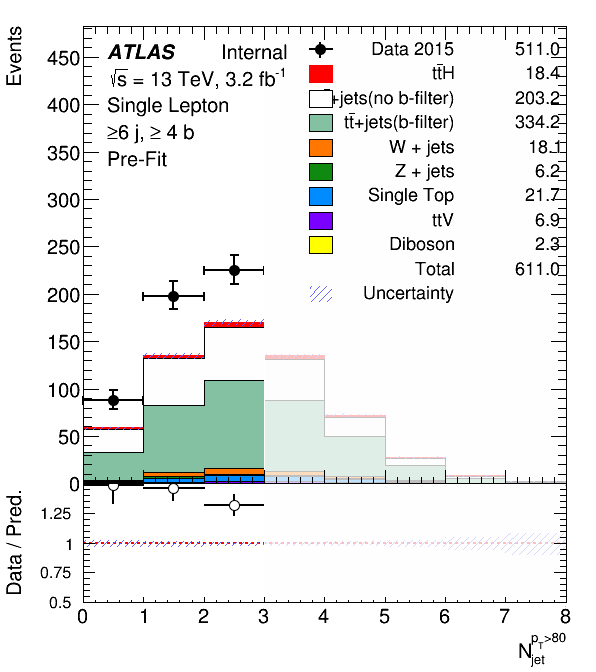 Events
ATLAS Internal
√s = 13 TeV, 3.2 fb⁻¹
Single Lepton
≥6 j, ≥ 4 b
Pre-Fit
Data 2015 511.0
tt̄H 18.4
+jets(no b-filter) 203.2
tt̄+jets(b-filter) 334.2
W + jets 18.1
Z + jets 6.2
Single Top 21.7
ttV 6.9
Diboson 2.3
Total 611.0
Uncertainty
450
400
350
300
250
200
150
100
50
0
Data / Pred.
1.25
1
0.75
0.5
0 1 2 3 4 5 6 7 8
N_jet^{p_T>80}